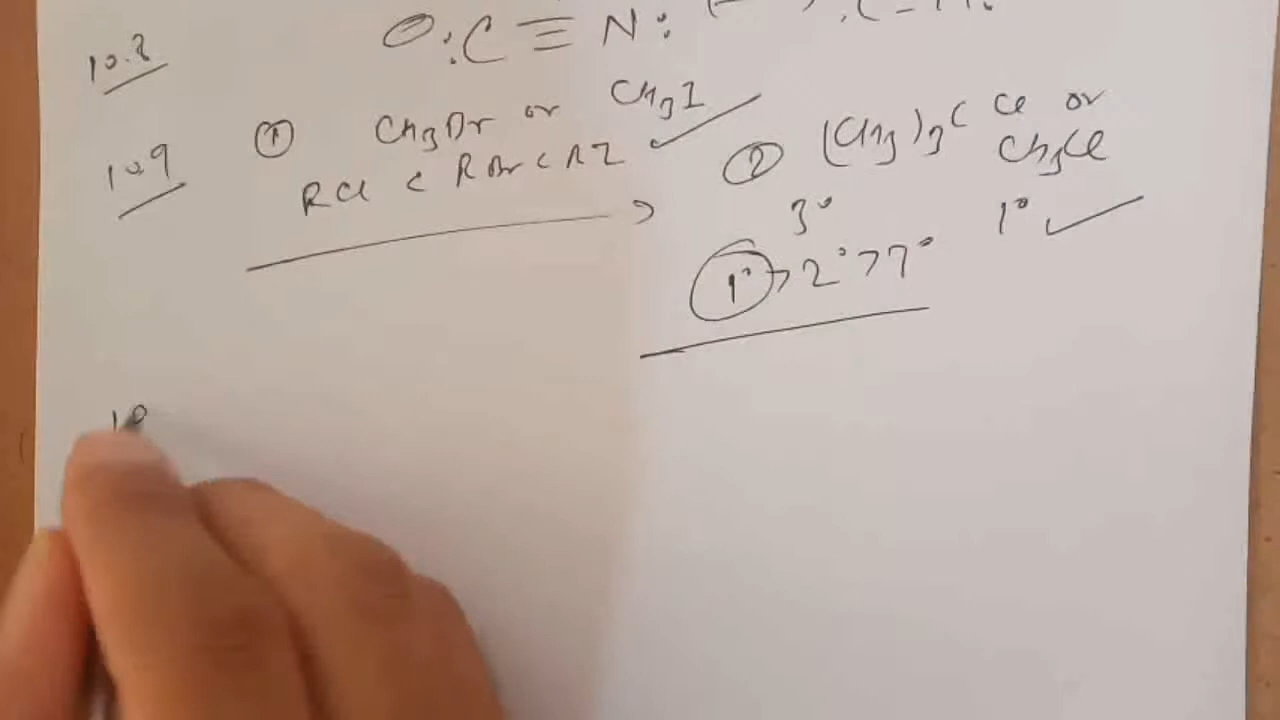 10.8 ⊖:C ≡ N:
10.9 ① CH3Br or CH3I ✓
RCl < RBr < RI
② (CH3)3C Cl or
CH3Cl
3° 1° ✓
1° > 2° > 3°
10